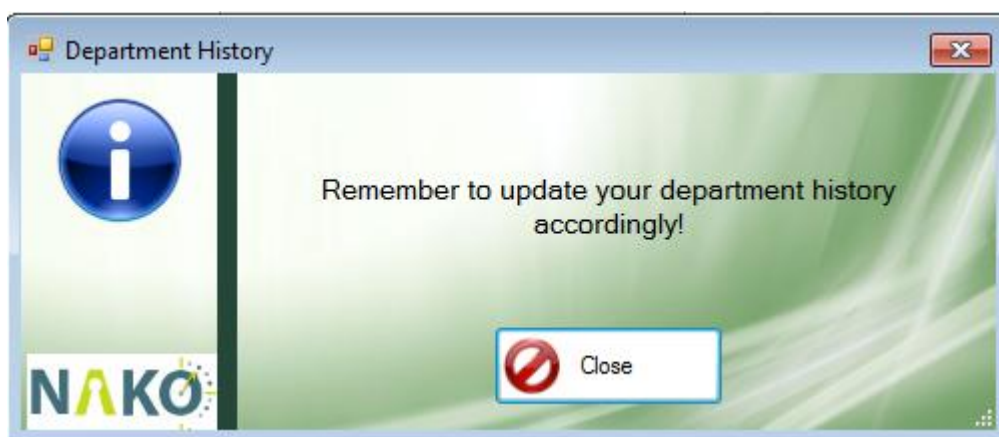 Department History
Remember to update your department history
accordingly!
Close
NAKO